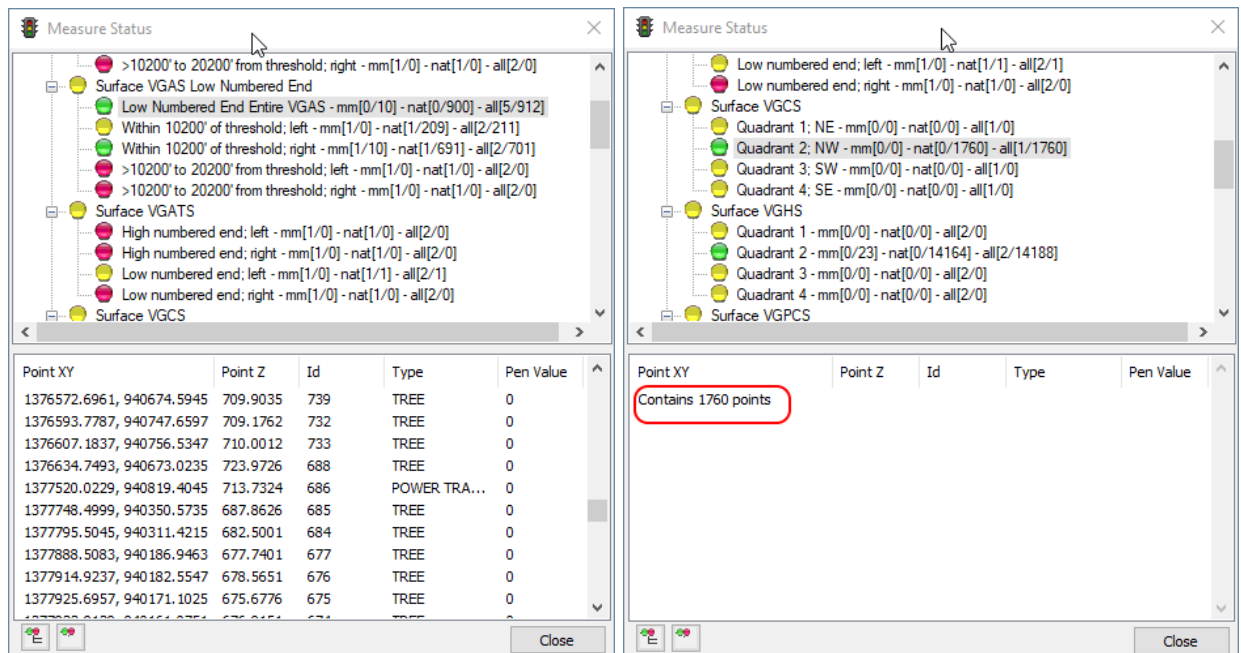 Measure Status
>10200' to 20200' from threshold; right - mm[1/0] - nat[1/0] - all[2/0]
Surface VGAS Low Numbered End
Low Numbered End Entire VGAS - mm[0/10] - nat[0/900] - all[5/912]
Within 10200' of threshold; left - mm[1/0] - nat[1/209] - all[2/211]
Within 10200' of threshold; right - mm[1/10] - nat[1/691] - all[2/701]
>10200' to 20200' from threshold; left - mm[1/0] - nat[1/0] - all[2/0]
>10200' to 20200' from threshold; right - mm[1/0] - nat[1/0] - all[2/0]
Surface VGATS
High numbered end; left - mm[1/0] - nat[1/0] - all[2/0]
High numbered end; right - mm[1/0] - nat[1/0] - all[2/0]
Low numbered end; left - mm[1/0] - nat[1/1] - all[2/1]
Low numbered end; right - mm[1/0] - nat[1/0] - all[2/0]
Surface VGCS
Point XY Point Z Id Type Pen Value
1376572.6961, 940674.5945 709.9035 739 TREE 0
1376593.7787, 940747.6597 709.1762 732 TREE 0
1376607.1837, 940756.5347 710.0012 733 TREE 0
1376634.7493, 940673.0235 723.9726 688 TREE 0
1377520.0229, 940819.4045 713.7324 686 POWER TRA... 0
1377748.4999, 940350.5735 687.8626 685 TREE 0
1377795.5045, 940311.4215 682.5001 684 TREE 0
1377888.5083, 940186.9463 677.7401 677 TREE 0
1377914.9237, 940182.5547 678.5651 676 TREE 0
1377925.6957, 940171.1025 675.6776 675 TREE 0
Close
Measure Status
Low numbered end; left - mm[1/0] - nat[1/1] - all[2/1]
Low numbered end; right - mm[1/0] - nat[1/0] - all[2/0]
Surface VGCS
Quadrant 1; NE - mm[0/0] - nat[0/0] - all[1/0]
Quadrant 2; NW - mm[0/0] - nat[0/1760] - all[1/1760]
Quadrant 3; SW - mm[0/0] - nat[0/0] - all[1/0]
Quadrant 4; SE - mm[0/0] - nat[0/0] - all[1/0]
Surface VGHS
Quadrant 1 - mm[0/0] - nat[0/0] - all[2/0]
Quadrant 2 - mm[0/23] - nat[0/14164] - all[2/14188]
Quadrant 3 - mm[0/0] - nat[0/0] - all[2/0]
Quadrant 4 - mm[0/0] - nat[0/0] - all[2/0]
Surface VGPCS
Point XY Point Z Id Type Pen Value
Contains 1760 points
Close